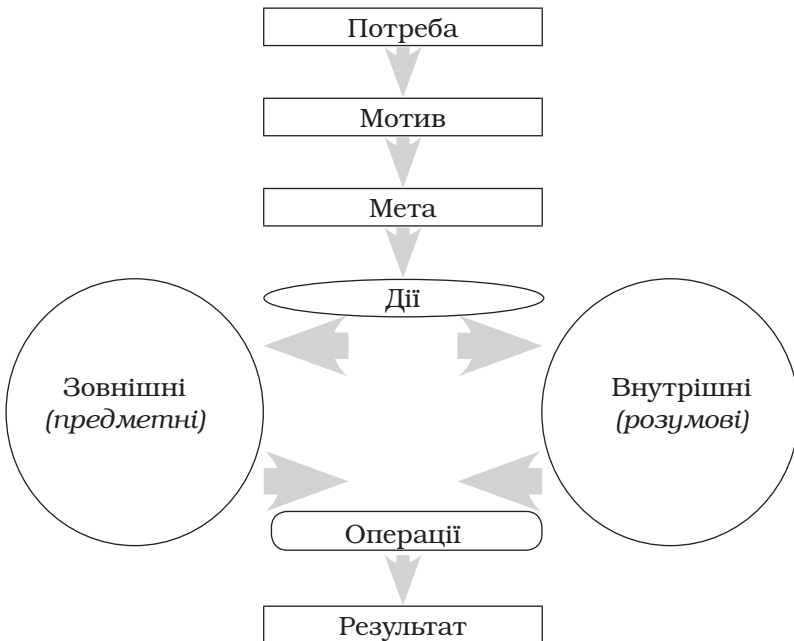 Потреба
Мотив
Мета
Дії
Зовнішні
(предметні)
Внутрішні
(розумові)
Операції
Результат